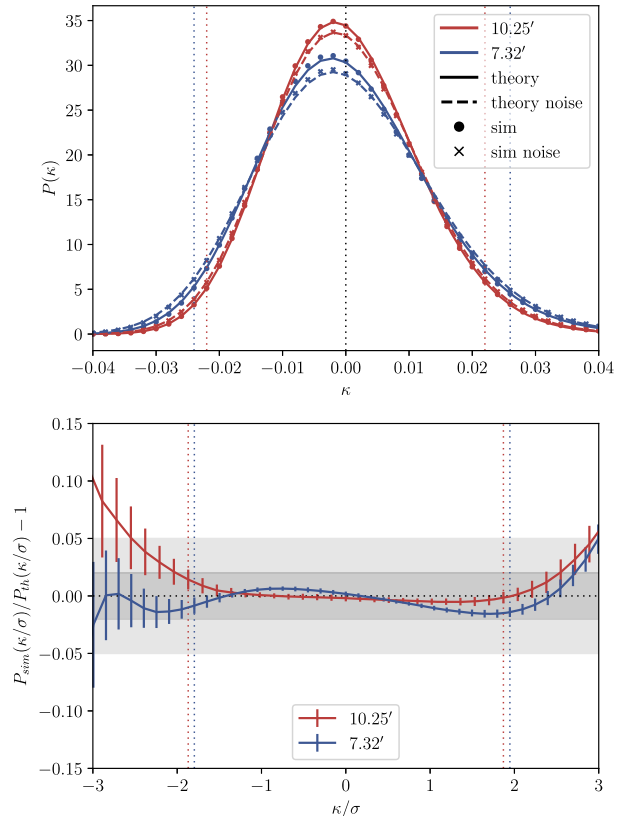 35
30
25
20
15
10
5
0
P(κ)
10.25′
7.32′
theory
theory noise
sim
sim noise
−0.04 −0.03 −0.02 −0.01 0.00 0.01 0.02 0.03 0.04
κ
0.15
0.10
0.05
0.00
−0.05
−0.10
−0.15
P_sim(κ/σ)/P_th(κ/σ) − 1
10.25′
7.32′
−3 −2 −1 0 1 2 3
κ/σ